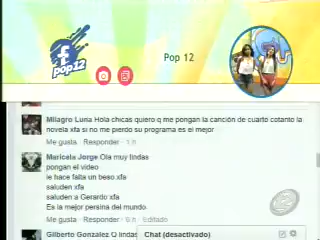 pop12
Pop 12
Milagro Luna Hola chicas quiero q me pongan la canción de cuarto cotanto la
novela xfa si no me pierdo su programa es el mejor
Me gusta · Responder · 1 h
Maricela Jorge Ola muy lindas
pongan el video
le hace falta un beso xfa
saluden xfa
saluden a Gerardo xfa
Es la mejor persina del mundo
Me gusta · Responder · 9 h · Editado
Gilberto Gonzalez O lindas
Chat (desactivado)